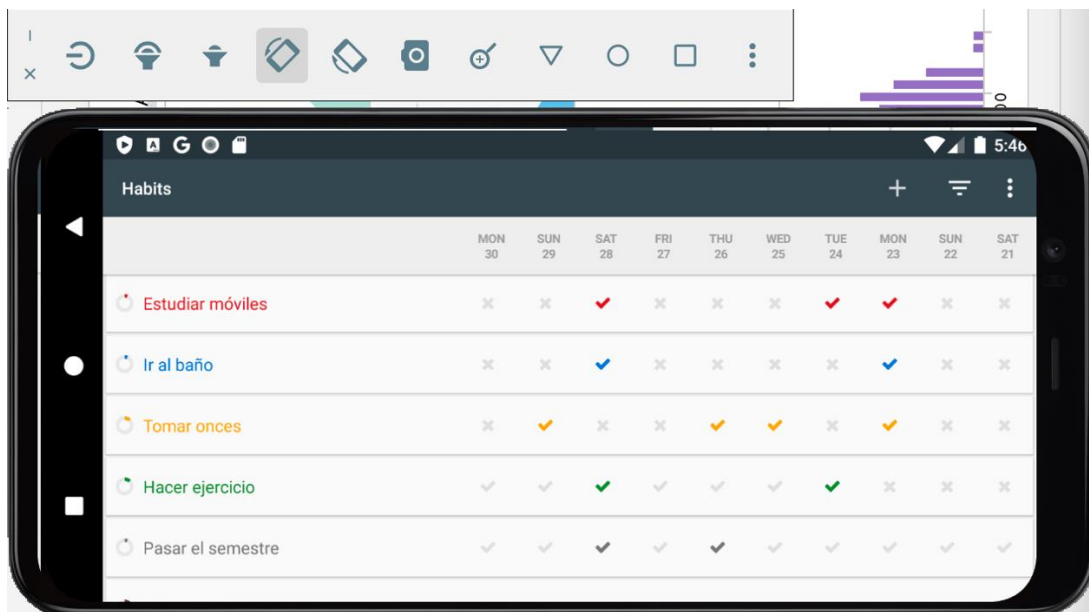 5:46
Habits
MON SUN SAT FRI THU WED TUE MON SUN SAT
30 29 28 27 26 25 24 23 22 21
Estudiar móviles
Ir al baño
Tomar onces
Hacer ejercicio
Pasar el semestre